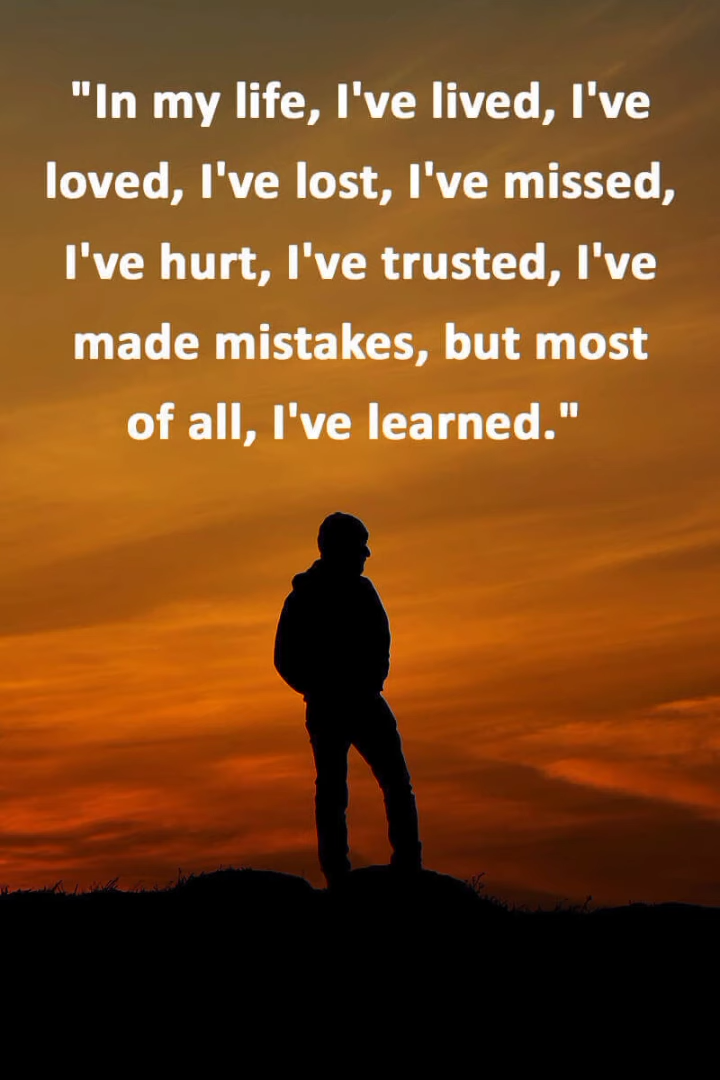 "In my life, I've lived, I've
loved, I've lost, I've missed,
I've hurt, I've trusted, I've
made mistakes, but most
of all, I've learned."